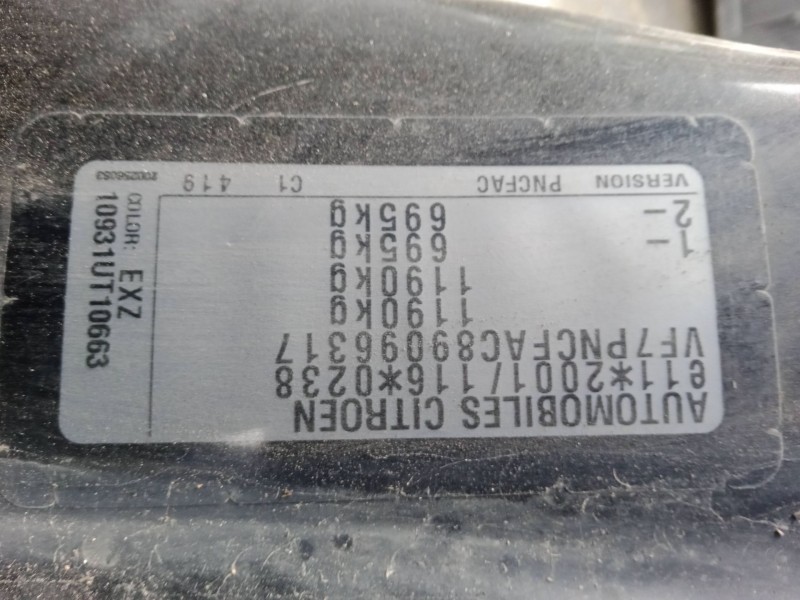 AUTOMOBILES CITROEN
e11*2001/116*0238
VF7PNCFAC89096317
1190kg
1190kg
1- 695kg
2- 695kg
VERSION PNCFAC C1 419
COLOR: EXZ
10931UT10663